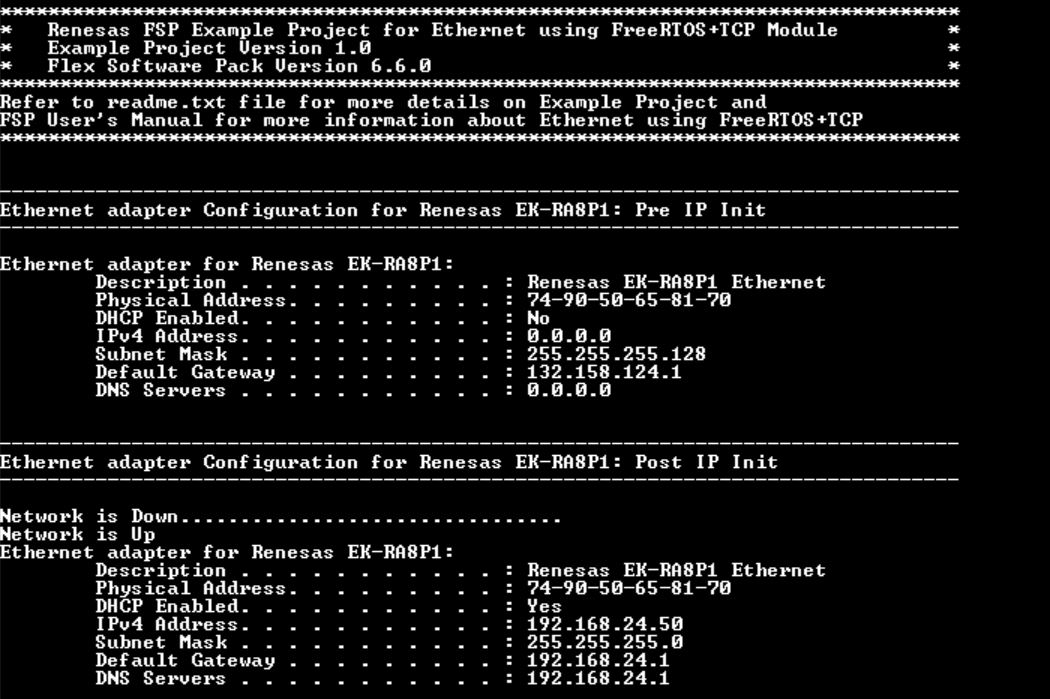 ********************************************************************************
*   Renesas FSP Example Project for Ethernet using FreeRTOS+TCP Module         *
*   Example Project Version 1.0                                                *
*   Flex Software Pack Version 6.6.0                                           *
********************************************************************************
Refer to readme.txt file for more details on Example Project and
FSP User's Manual for more information about Ethernet using FreeRTOS+TCP
********************************************************************************
--------------------------------------------------------------------------------
Ethernet adapter Configuration for Renesas EK-RA8P1: Pre IP Init
--------------------------------------------------------------------------------
Ethernet adapter for Renesas EK-RA8P1:
        Description . . . . . . . . . . . : Renesas EK-RA8P1 Ethernet
        Physical Address. . . . . . . . . : 74-90-50-65-81-70
        DHCP Enabled. . . . . . . . . . . : No
        IPv4 Address. . . . . . . . . . . : 0.0.0.0
        Subnet Mask . . . . . . . . . . . : 255.255.255.128
        Default Gateway . . . . . . . . . : 132.158.124.1
        DNS Servers . . . . . . . . . . . : 0.0.0.0
--------------------------------------------------------------------------------
Ethernet adapter Configuration for Renesas EK-RA8P1: Post IP Init
--------------------------------------------------------------------------------
Network is Down................................
Network is Up
Ethernet adapter for Renesas EK-RA8P1:
        Description . . . . . . . . . . . : Renesas EK-RA8P1 Ethernet
        Physical Address. . . . . . . . . : 74-90-50-65-81-70
        DHCP Enabled. . . . . . . . . . . : Yes
        IPv4 Address. . . . . . . . . . . : 192.168.24.50
        Subnet Mask . . . . . . . . . . . : 255.255.255.0
        Default Gateway . . . . . . . . . : 192.168.24.1
        DNS Servers . . . . . . . . . . . : 192.168.24.1